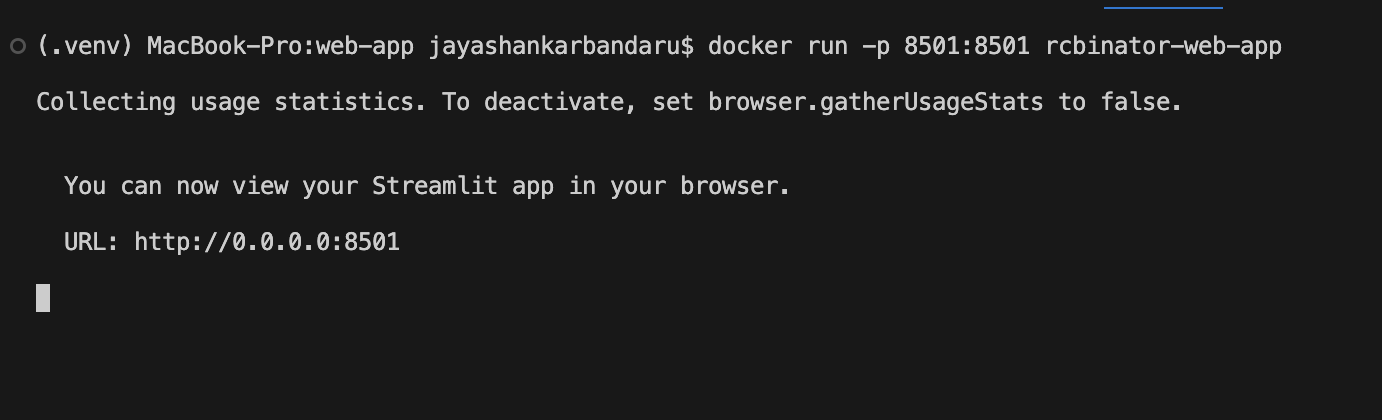 (.venv) MacBook-Pro:web-app jayashankarbandaru$ docker run -p 8501:8501 rcbinator-web-app
Collecting usage statistics. To deactivate, set browser.gatherUsageStats to false.
You can now view your Streamlit app in your browser.
URL: http://0.0.0.0:8501